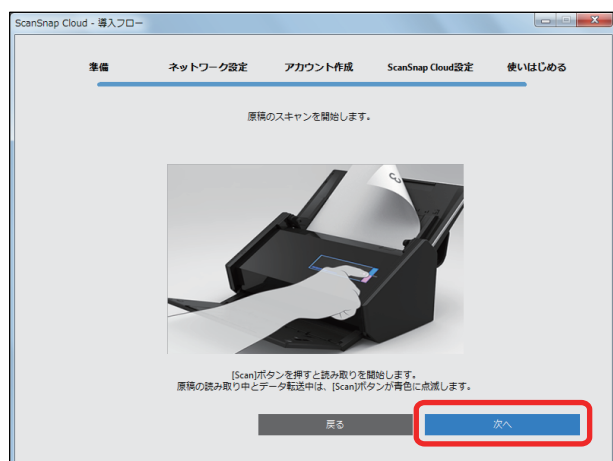 ScanSnap Cloud - 導入フロー
準備 ネットワーク設定 アカウント作成 ScanSnap Cloud設定 使いはじめる
原稿のスキャンを開始します。
[Scan]ボタンを押すと読み取りを開始します。
原稿の読み取り中とデータ転送中は、[Scan]ボタンが青色に点滅します。
戻る 次へ